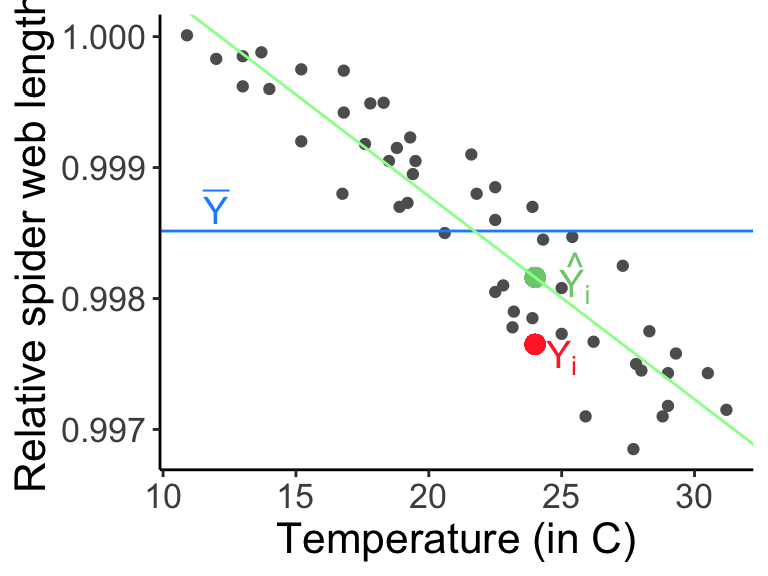 Relative spider web length
1.000
0.999
0.998
0.997
Y̅
Ŷi
Yi
10 15 20 25 30
Temperature (in C)